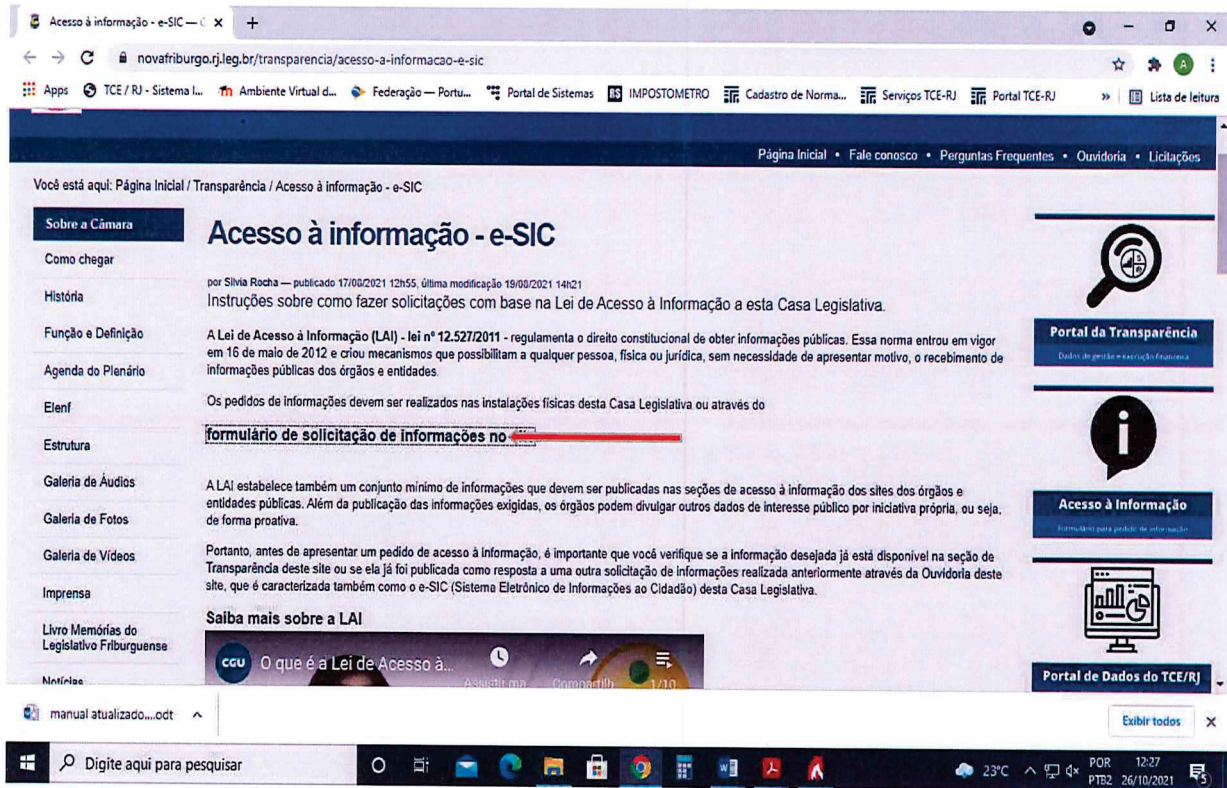 Acesso à informação - e-SIC —
novafriburgo.rj.leg.br/transparencia/acesso-a-informacao-e-sic
Apps TCE / RJ - Sistema I... Ambiente Virtual d... Federação — Portu... Portal de Sistemas IMPOSTOMETRO Cadastro de Norma... Serviços TCE-RJ Portal TCE-RJ » Lista de leitura
Página Inicial • Fale conosco • Perguntas Frequentes • Ouvidoria • Licitações
Você está aqui: Página Inicial / Transparência / Acesso à informação - e-SIC
Sobre a Câmara
Como chegar
História
Função e Definição
Agenda do Plenário
Elenf
Estrutura
Galeria de Áudios
Galeria de Fotos
Galeria de Vídeos
Imprensa
Livro Memórias do
Legislativo Friburguense
Notícias
Acesso à informação - e-SIC
por Silvia Rocha — publicado 17/08/2021 12h55, última modificação 19/08/2021 14h21
Instruções sobre como fazer solicitações com base na Lei de Acesso à Informação a esta Casa Legislativa.
A Lei de Acesso à Informação (LAI) - lei nº 12.527/2011 - regulamenta o direito constitucional de obter informações públicas. Essa norma entrou em vigor
em 16 de maio de 2012 e criou mecanismos que possibilitam a qualquer pessoa, física ou jurídica, sem necessidade de apresentar motivo, o recebimento de
informações públicas dos órgãos e entidades.
Os pedidos de informações devem ser realizados nas instalações físicas desta Casa Legislativa ou através do
formulário de solicitação de informações no
A LAI estabelece também um conjunto mínimo de informações que devem ser publicadas nas seções de acesso à informação dos sites dos órgãos e
entidades públicas. Além da publicação das informações exigidas, os órgãos podem divulgar outros dados de interesse público por iniciativa própria, ou seja,
de forma proativa.
Portanto, antes de apresentar um pedido de acesso à informação, é importante que você verifique se a informação desejada já está disponível na seção de
Transparência deste site ou se ela já foi publicada como resposta a uma outra solicitação de informações realizada anteriormente através da Ouvidoria deste
site, que é caracterizada também como o e-SIC (Sistema Eletrônico de Informações ao Cidadão) desta Casa Legislativa.
Saiba mais sobre a LAI
CGU O que é a Lei de Acesso à...
Assistir ma Compartilh 1/10
Portal da Transparência
Dados de gestão e execução financeira
Acesso à Informação
Formulário para pedido de informação
Portal de Dados do TCE/RJ
manual atualizado....odt
Exibir todos
Digite aqui para pesquisar
23°C
POR
PTB2
12:27
26/10/2021
5